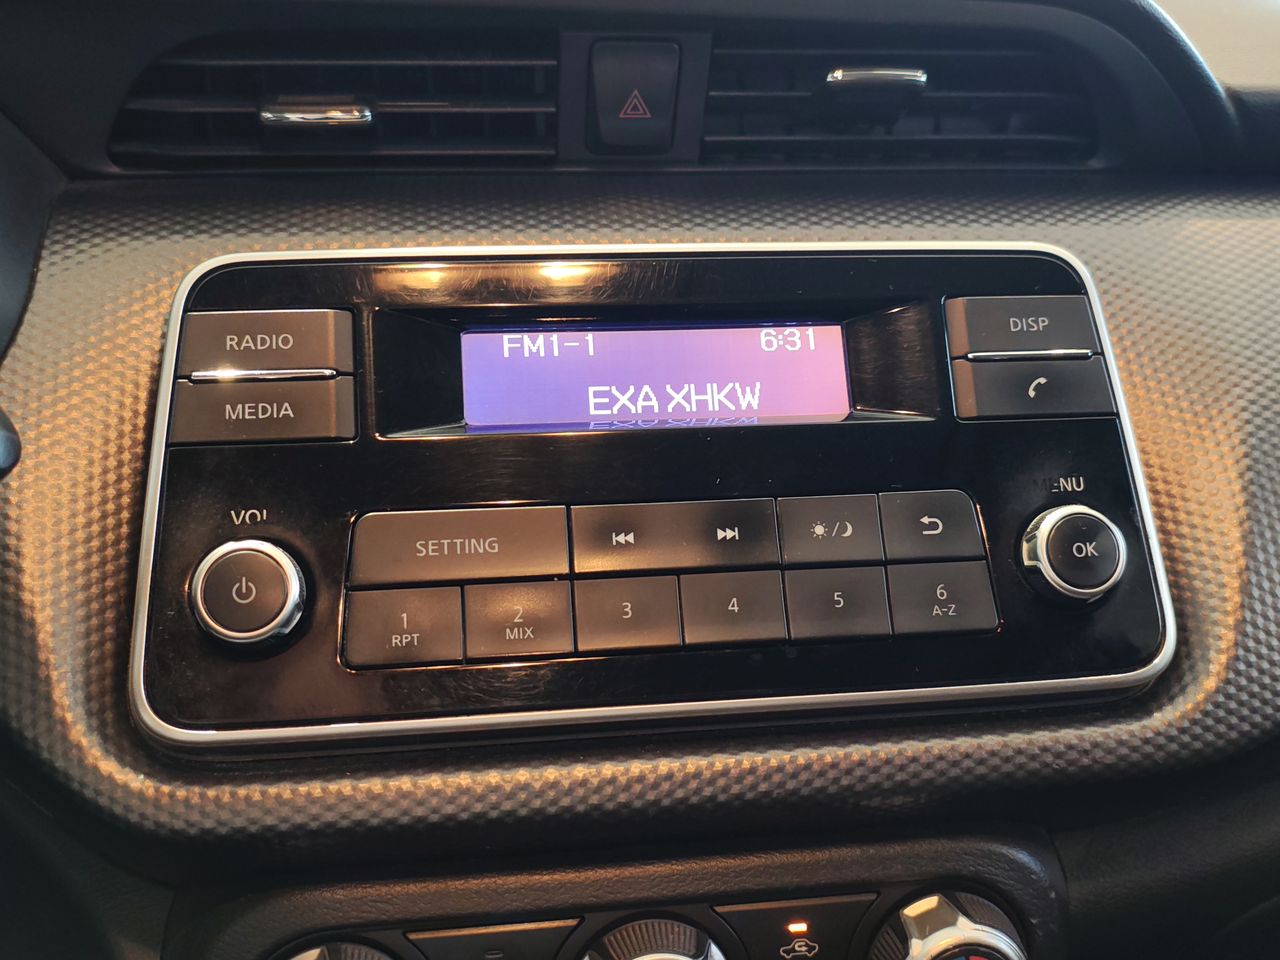 RADIO
MEDIA
FM1-1 6:31
EXA XHKW
DISP
VOL
MENU
SETTING
OK
1 RPT
2 MIX
3
4
5
6 A-Z